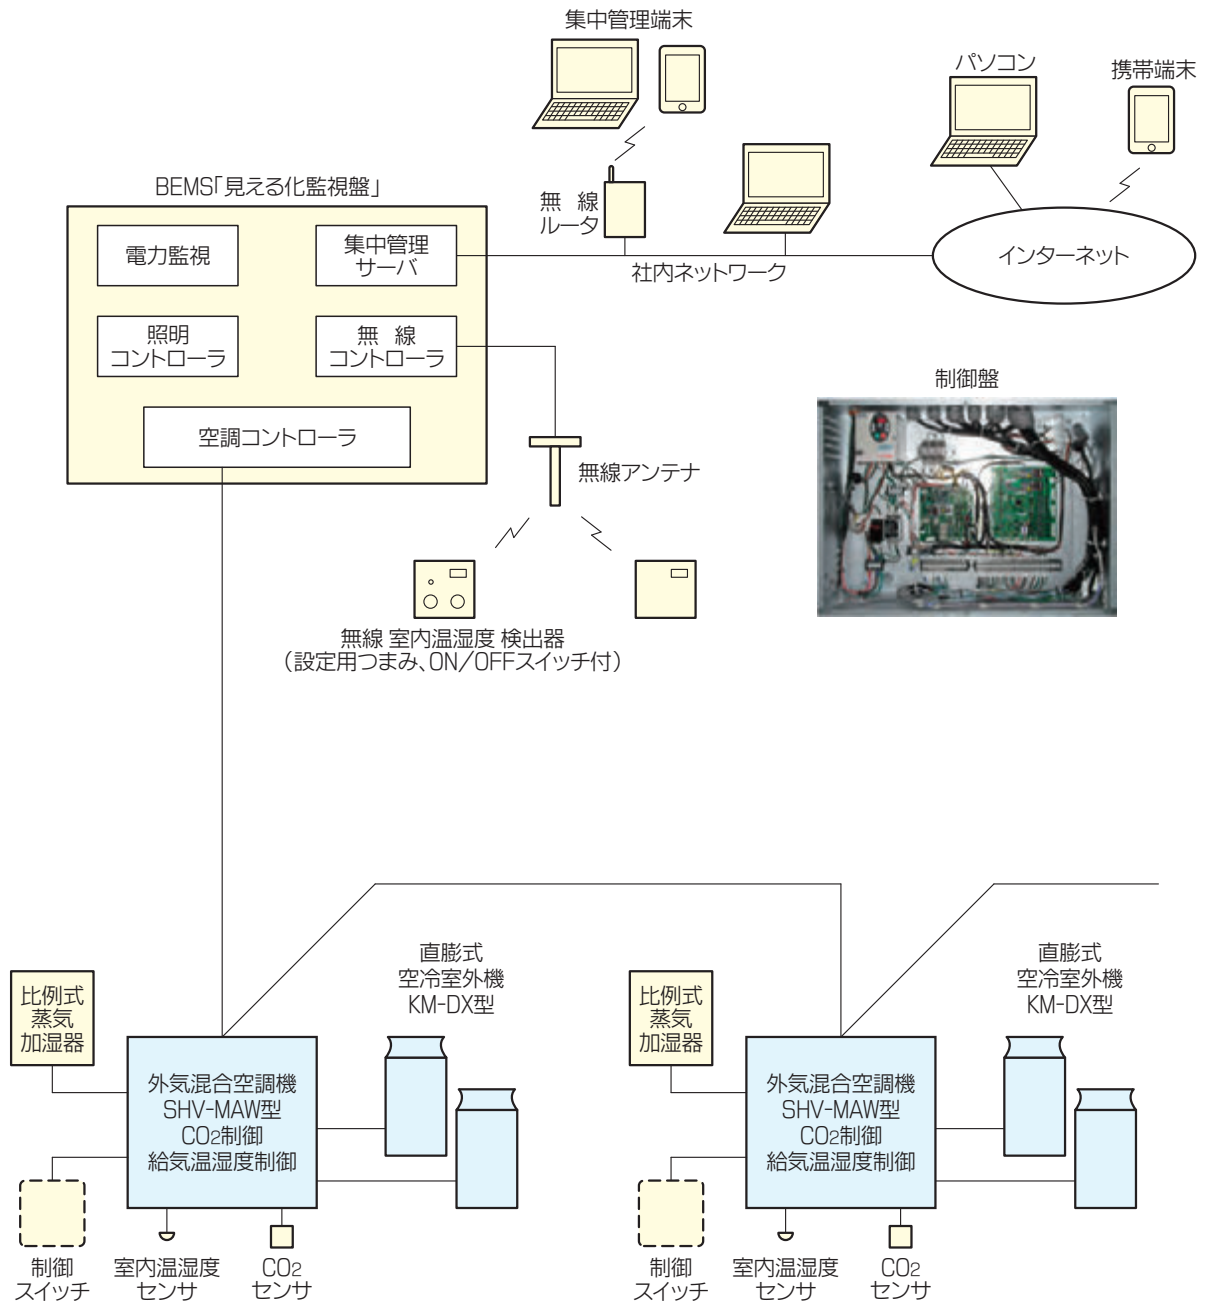 集中管理端末
パソコン
携帯端末
BEMS「見える化監視盤」
無 線
ルータ
電力監視
集中管理
サーバ
社内ネットワーク
インターネット
照明
コントローラ
無 線
コントローラ
制御盤
空調コントローラ
無線アンテナ
無線 室内温湿度 検出器
（設定用つまみ、ON／OFFスイッチ付）
直膨式
空冷室外機
KM-DX型
直膨式
空冷室外機
KM-DX型
比例式
蒸気
加湿器
外気混合空調機
SHV-MAW型
CO2制御
給気温湿度制御
比例式
蒸気
加湿器
外気混合空調機
SHV-MAW型
CO2制御
給気温湿度制御
制御
スイッチ
室内温湿度
センサ
CO2
センサ
制御
スイッチ
室内温湿度
センサ
CO2
センサ